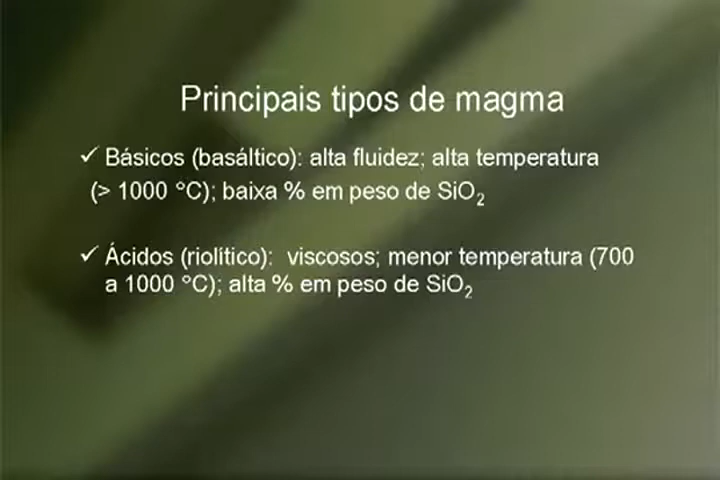 Principais tipos de magma
✓ Básicos (basáltico): alta fluidez; alta temperatura
(> 1000 °C); baixa % em peso de SiO₂
✓ Ácidos (riolítico): viscosos; menor temperatura (700
a 1000 °C); alta % em peso de SiO₂